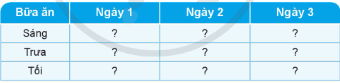 Bữa ăn Ngày 1 Ngày 2 Ngày 3
Sáng ? ? ?
Trưa ? ? ?
Tối ? ? ?